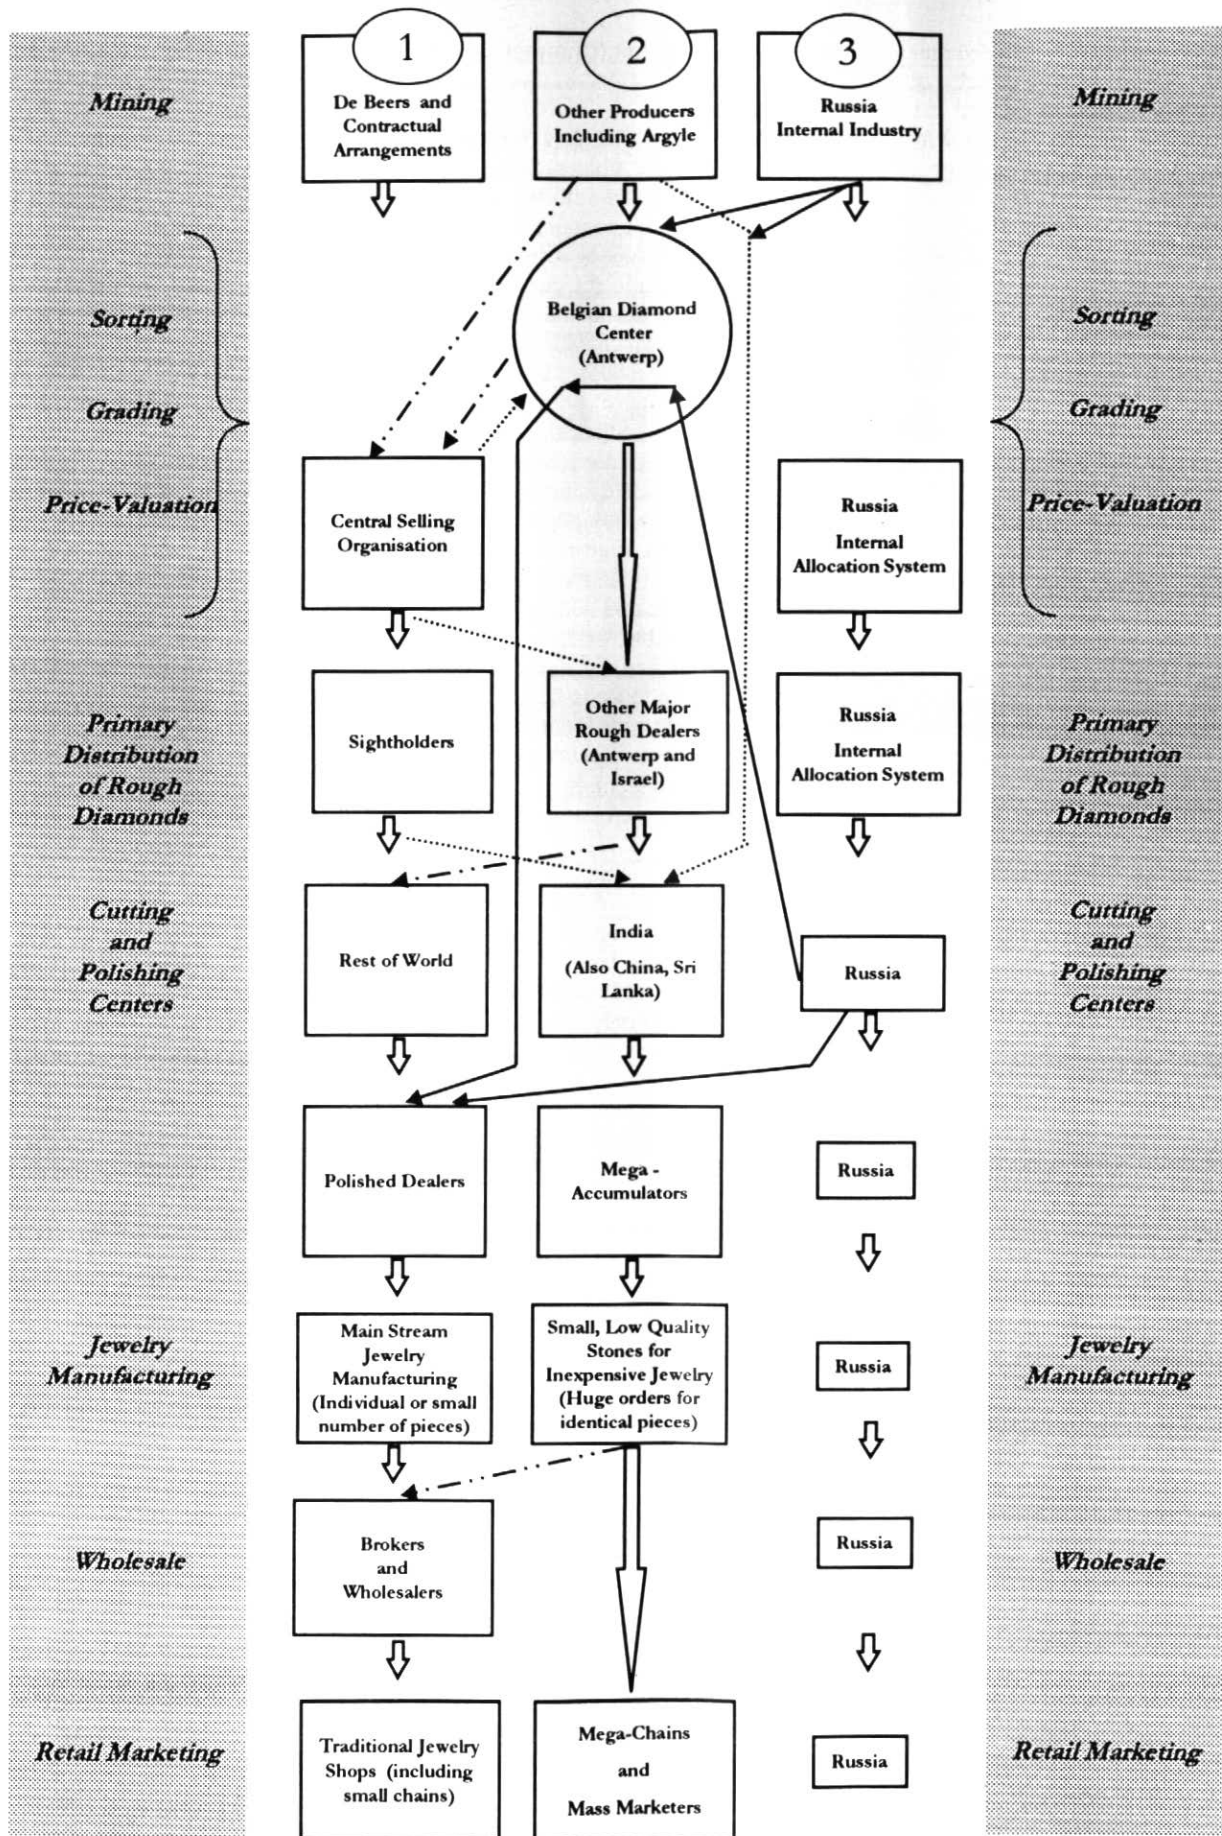 1
2
3
Mining
De Beers and
Contractual
Arrangements
Other Producers
Including Argyle
Russia
Internal Industry
Mining
Sorting
Grading
Price-Valuation
Belgian Diamond
Center
(Antwerp)
Sorting
Grading
Price-Valuation
Central Selling
Organisation
Russia
Internal
Allocation System
Primary
Distribution
of Rough
Diamonds
Sightholders
Other Major
Rough Dealers
(Antwerp and
Israel)
Russia
Internal
Allocation System
Primary
Distribution
of Rough
Diamonds
Cutting
and
Polishing
Centers
Rest of World
India
(Also China, Sri
Lanka)
Russia
Cutting
and
Polishing
Centers
Polished Dealers
Mega -
Accumulators
Russia
Jewelry
Manufacturing
Main Stream
Jewelry
Manufacturing
(Individual or small
number of pieces)
Small, Low Quality
Stones for
Inexpensive Jewelry
(Huge orders for
identical pieces)
Russia
Jewelry
Manufacturing
Wholesale
Brokers
and
Wholesalers
Russia
Wholesale
Retail Marketing
Traditional Jewelry
Shops (including
small chains)
Mega-Chains
and
Mass Marketers
Russia
Retail Marketing